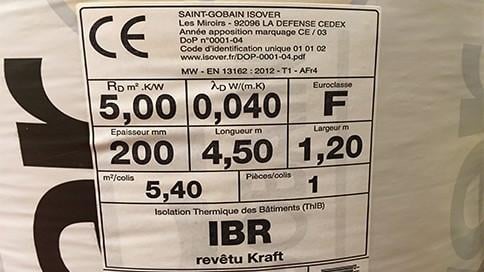 CE
SAINT-GOBAIN ISOVER
Les Miroirs - 92096 LA DEFENSE CEDEX
Année apposition marquage CE / 03
DoP n°0001-04
Code d'identification unique 01 01 02
www.isover.fr/DOP-0001-04.pdf
MW - EN 13162 : 2012 - T1 - AFr4
RD m².K/W λD W/(m.K) Euroclasse
5,00 0,040 F
Epaisseur mm Longueur m Largeur m
200 4,50 1,20
m²/colis Pièces/colis
5,40 1
Isolation Thermique des Bâtiments (ThIB)
IBR
revêtu Kraft